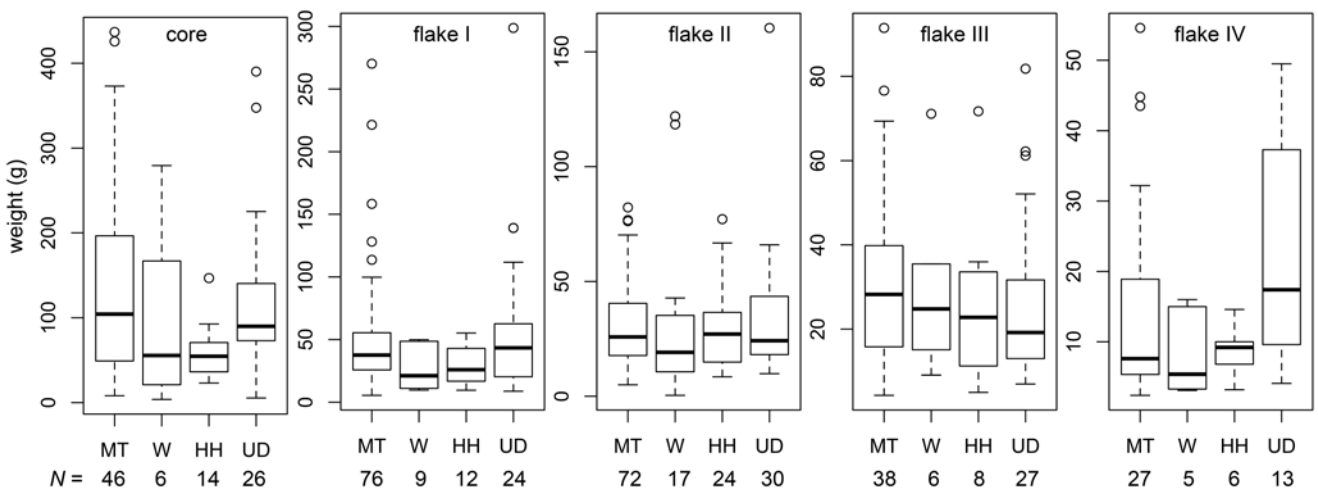 core
flake I
flake II
flake III
flake IV
weight (g)
0 100 200 300 400
0 50 100 150 200 250 300
0 50 100 150
20 40 60 80
10 20 30 40 50
MT W HH UD MT W HH UD MT W HH UD MT W HH UD MT W HH UD
N = 46 6 14 26 76 9 12 24 72 17 24 30 38 6 8 27 27 5 6 13